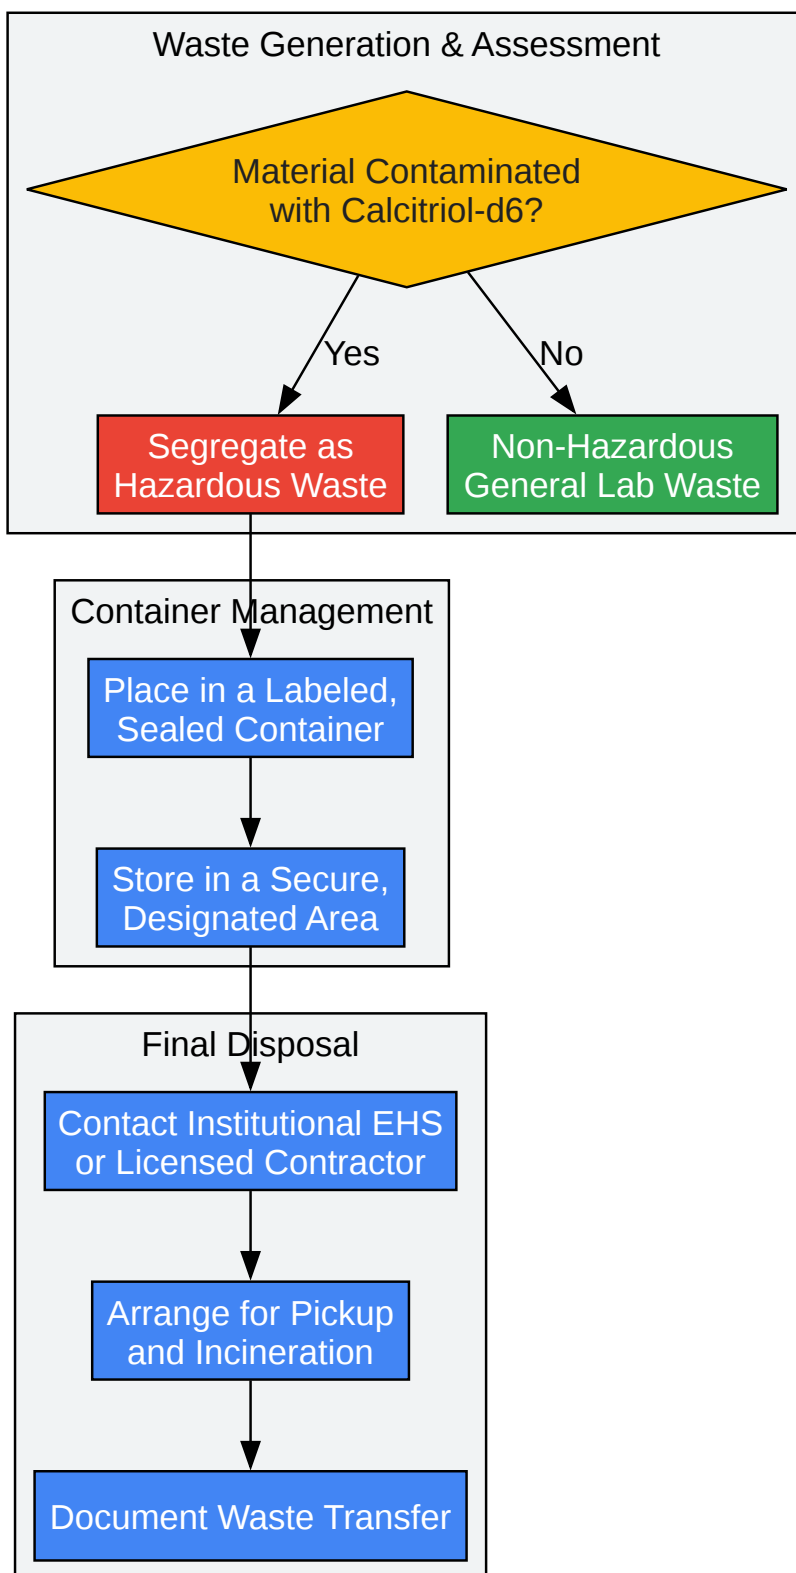 Waste Generation & Assessment
Material Contaminated
with Calcitriol-d6?
Yes
No
Segregate as
Hazardous Waste
Non-Hazardous
General Lab Waste
Container Management
Place in a Labeled,
Sealed Container
Store in a Secure,
Designated Area
Final Disposal
Contact Institutional EHS
or Licensed Contractor
Arrange for Pickup
and Incineration
Document Waste Transfer